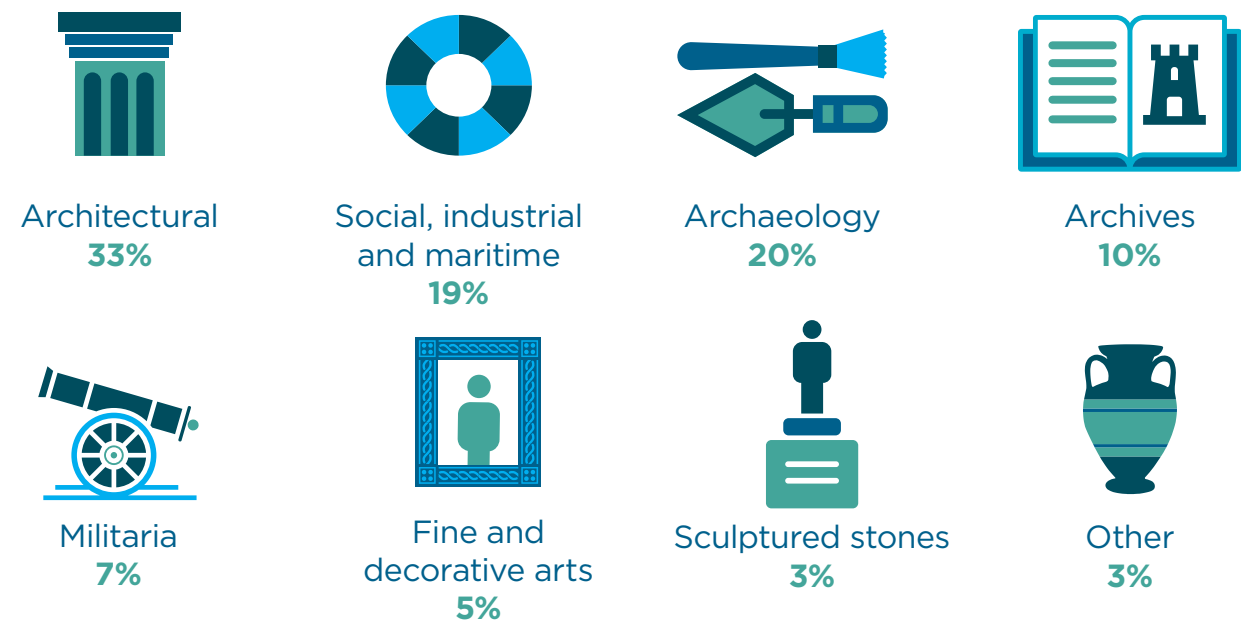 Architectural
33%
Social, industrial
and maritime
19%
Archaeology
20%
Archives
10%
Militaria
7%
Fine and
decorative arts
5%
Sculptured stones
3%
Other
3%